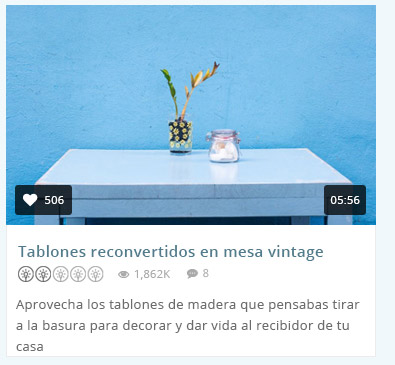 506
05:56
Tablones reconvertidos en mesa vintage
1,862K
8
Aprovecha los tablones de madera que pensabas tirar
a la basura para decorar y dar vida al recibidor de tu
casa